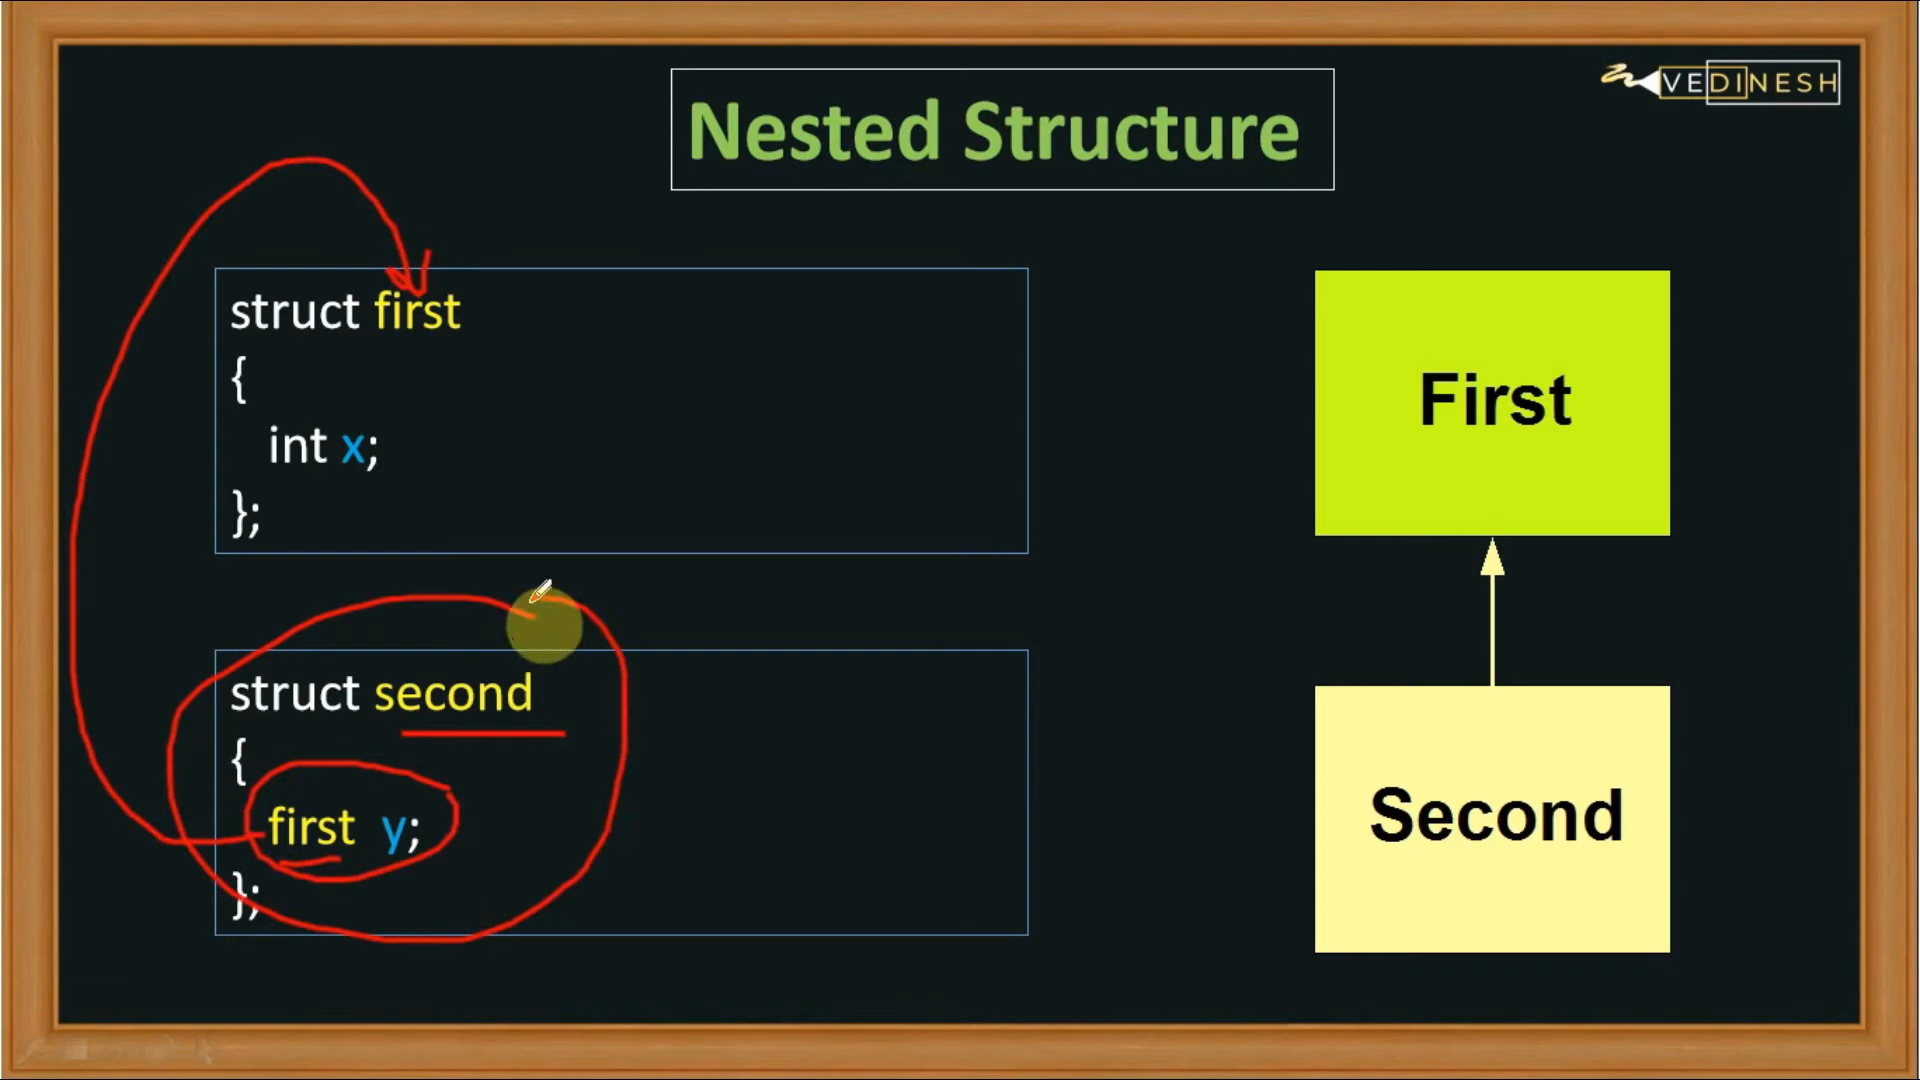 VEDINESH
Nested Structure
struct first
{
int x;
};
struct second
{
first y;
};
First
Second